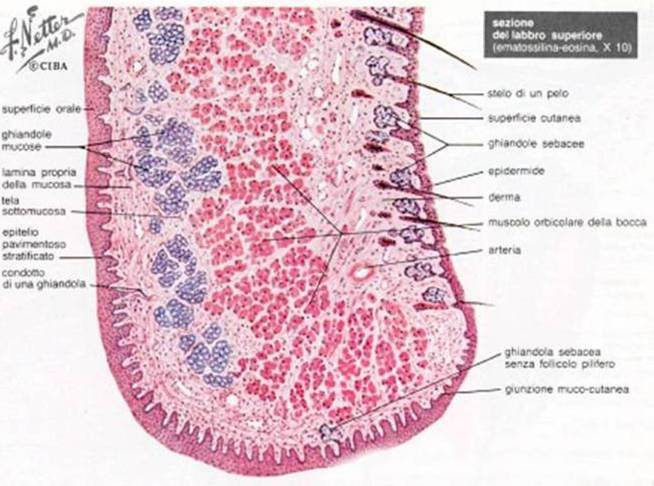 F. Netter
M.D.
©CIBA
sezione
del labbro superiore
(ematossilina-eosina, X 10)
superficie orale
ghiandole
mucose
lamina propria
della mucosa
tela
sottomucosa
epitelio
pavimentoso
stratificato
condotto
di una ghiandola
stelo di un pelo
superficie cutanea
ghiandole sebacee
epidermide
derma
muscolo orbicolare della bocca
arteria
ghiandola sebacea
senza follicolo pilifero
giunzione muco-cutanea